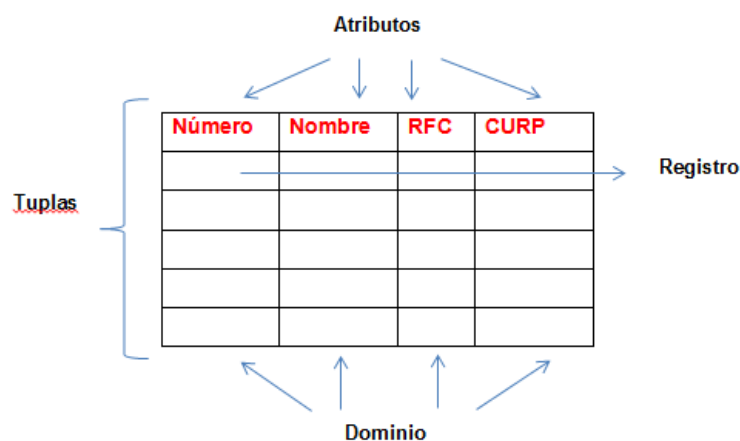 Atributos
Número Nombre RFC CURP
Registro
Tuplas
Dominio